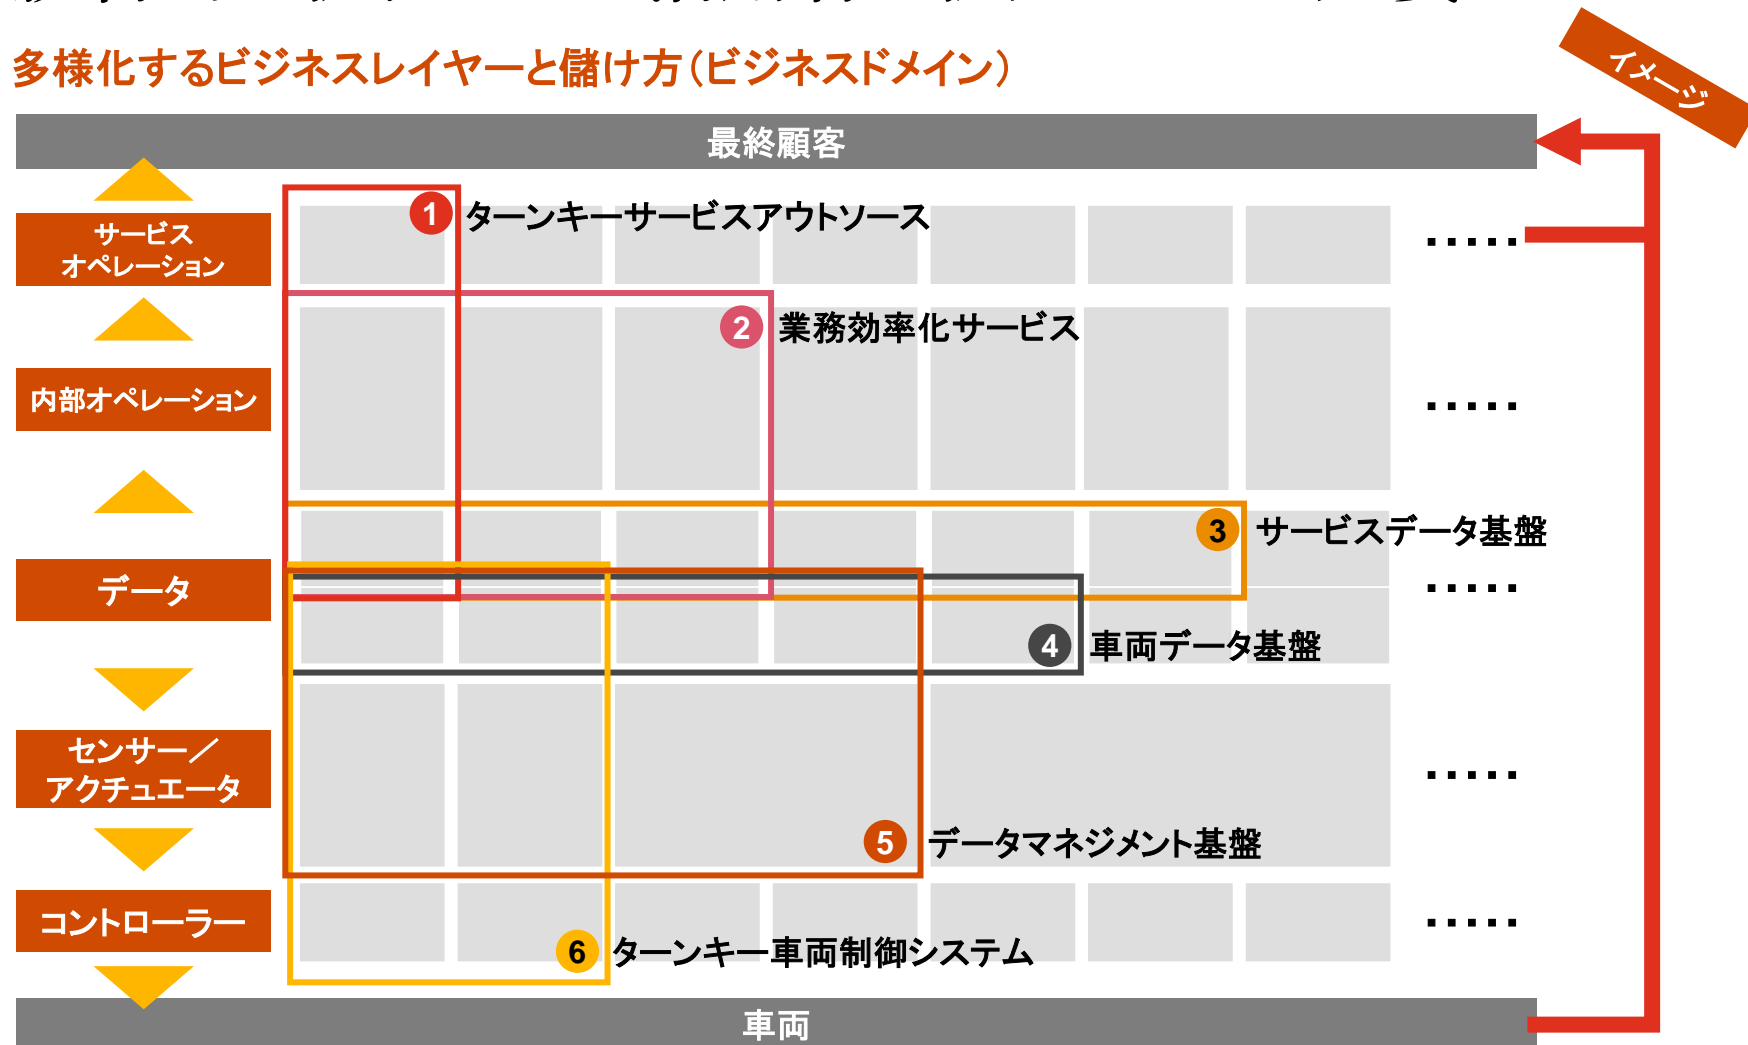 多様化するビジネスレイヤーと儲け方（ビジネスドメイン）
イメージ
最終顧客
サービス
オペレーション
1 ターンキーサービスアウトソース
.....
2 業務効率化サービス
内部オペレーション
.....
3 サービスデータ基盤
データ
.....
4 車両データ基盤
センサー／
アクチュエータ
.....
5 データマネジメント基盤
コントローラー
.....
6 ターンキー車両制御システム
車両